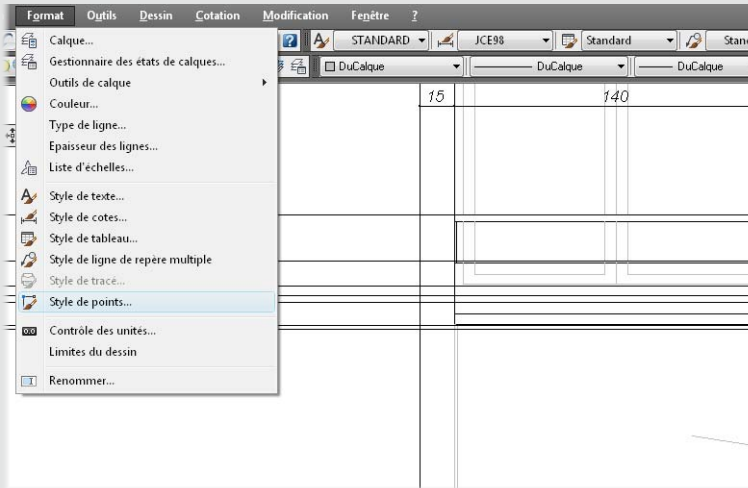 Format Outils Dessin Cotation Modification Fenêtre ?
STANDARD JCE98 Standard Stan
DuCalque DuCalque DuCalque
Calque...
Gestionnaire des états de calques...
Outils de calque
Couleur...
Type de ligne...
Epaisseur des lignes...
Liste d'échelles...
Style de texte...
Style de cotes...
Style de tableau...
Style de ligne de repère multiple
Style de tracé...
Style de points...
Contrôle des unités...
Limites du dessin
Renommer...
15 140